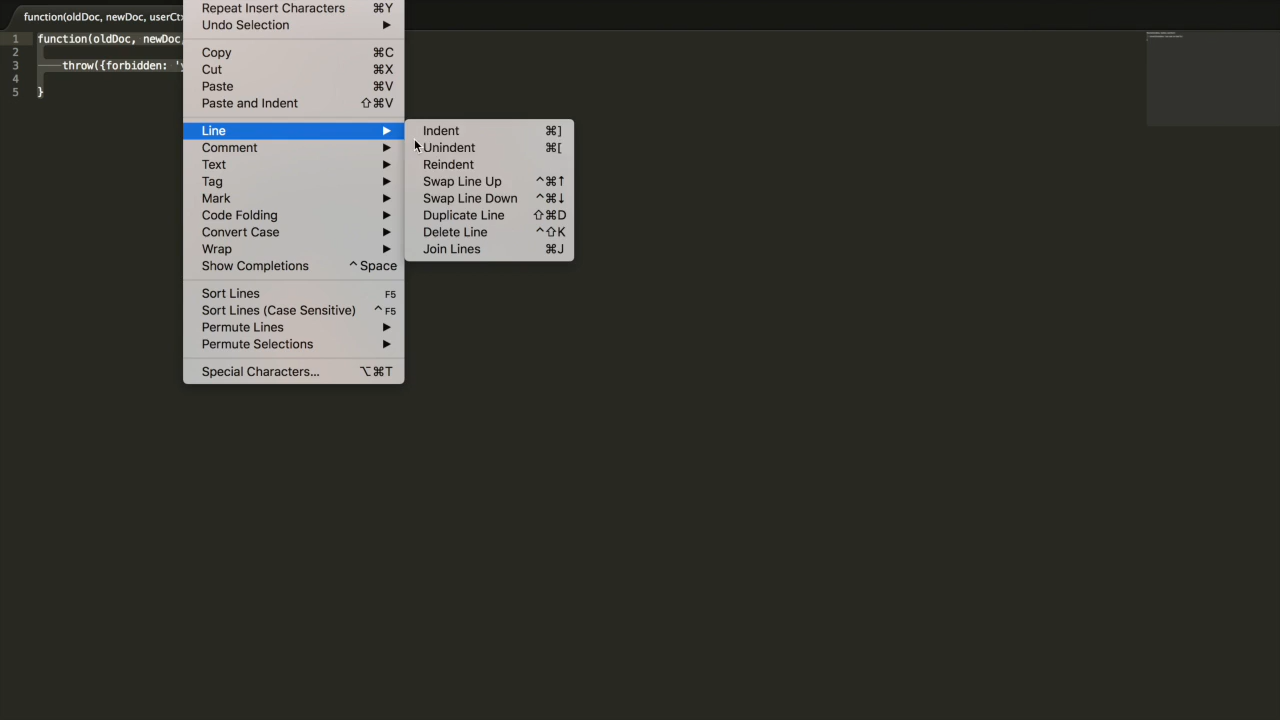 function(oldDoc, newDoc, userCt
1 function(oldDoc, newDoc,
2
3 throw({forbidden: '
4
5 }
Repeat Insert Characters ⌘Y
Undo Selection ▶
Copy ⌘C
Cut ⌘X
Paste ⌘V
Paste and Indent ⇧⌘V
Line ▶
Comment ▶
Text ▶
Tag ▶
Mark ▶
Code Folding ▶
Convert Case ▶
Wrap ▶
Show Completions ^ Space
Sort Lines F5
Sort Lines (Case Sensitive) ^ F5
Permute Lines ▶
Permute Selections ▶
Special Characters... ⌥⌘T
Indent ⌘]
Unindent ⌘[
Reindent
Swap Line Up ^⌘↑
Swap Line Down ^⌘↓
Duplicate Line ⇧⌘D
Delete Line ^⇧K
Join Lines ⌘J